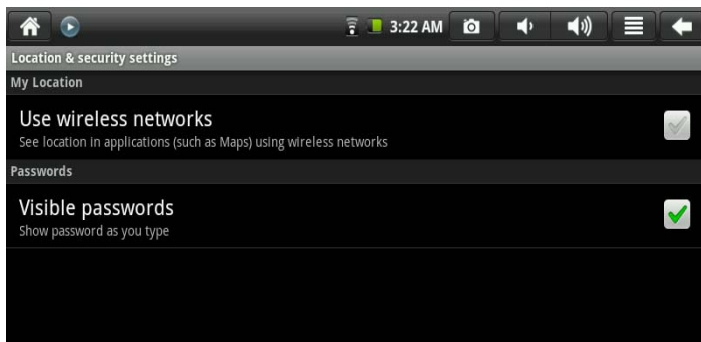 3:22 AM
Location & security settings
My Location
Use wireless networks
See location in applications (such as Maps) using wireless networks
Passwords
Visible passwords
Show password as you type